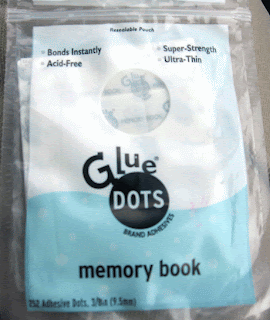 Resealable Pouch
• Bonds Instantly • Super-Strength
• Acid-Free • Ultra-Thin
Glue®
DOTS
BRAND ADHESIVES
memory book
252 Adhesive Dots, 3/8in (9.5mm)